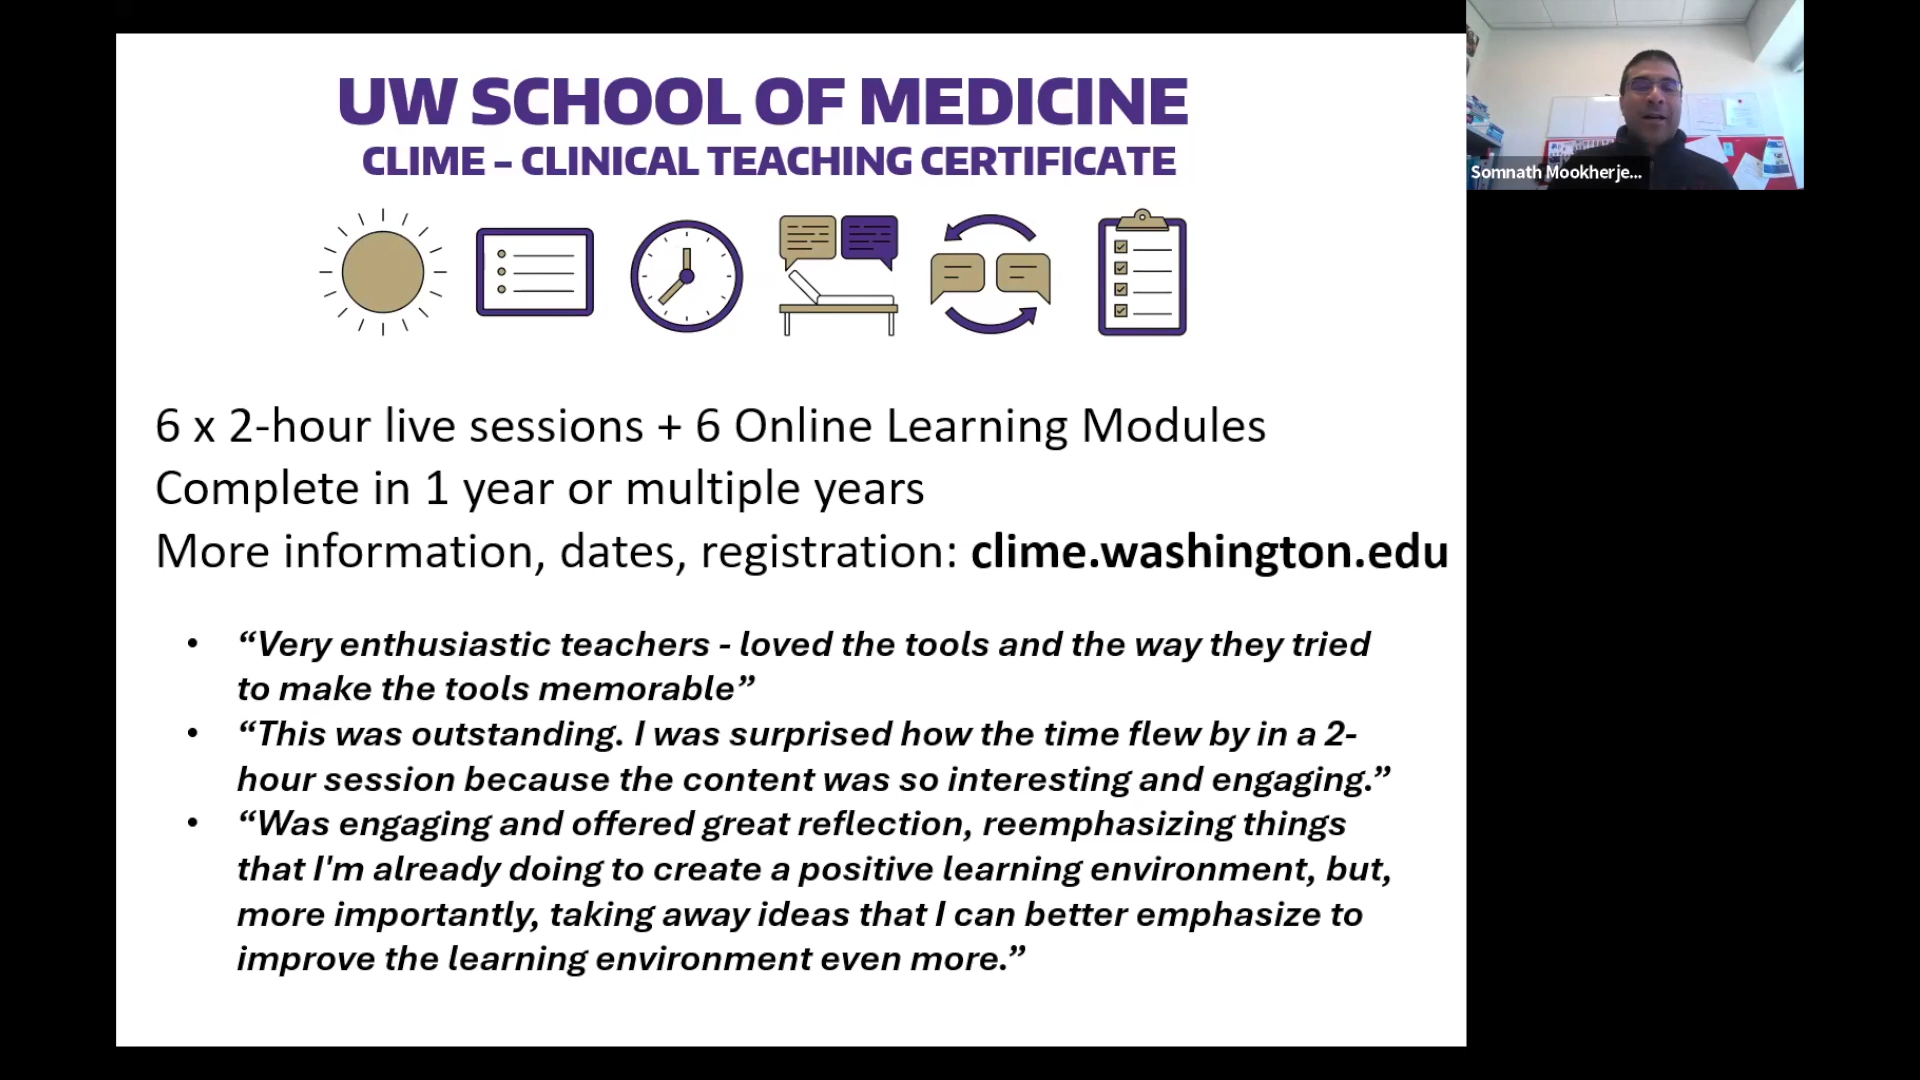 UW SCHOOL OF MEDICINE
CLIME – CLINICAL TEACHING CERTIFICATE
6 x 2-hour live sessions + 6 Online Learning Modules
Complete in 1 year or multiple years
More information, dates, registration: clime.washington.edu
• “Very enthusiastic teachers - loved the tools and the way they tried
to make the tools memorable”
• “This was outstanding. I was surprised how the time flew by in a 2-
hour session because the content was so interesting and engaging.”
• “Was engaging and offered great reflection, reemphasizing things
that I'm already doing to create a positive learning environment, but,
more importantly, taking away ideas that I can better emphasize to
improve the learning environment even more.”
Somnath Mookherje...